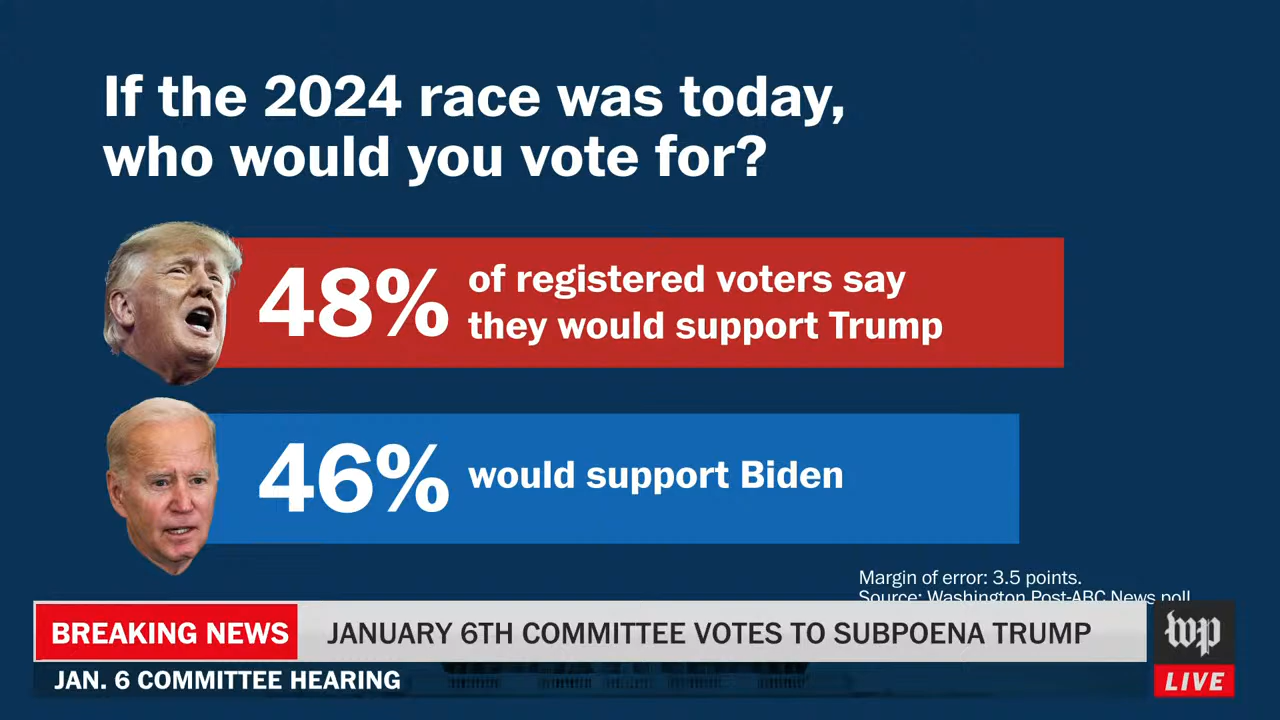 If the 2024 race was today,
who would you vote for?
48%
of registered voters say
they would support Trump
46%
would support Biden
Margin of error: 3.5 points.
Source: Washington Post-ABC News poll
BREAKING NEWS
JANUARY 6TH COMMITTEE VOTES TO SUBPOENA TRUMP
wp
JAN. 6 COMMITTEE HEARING
LIVE